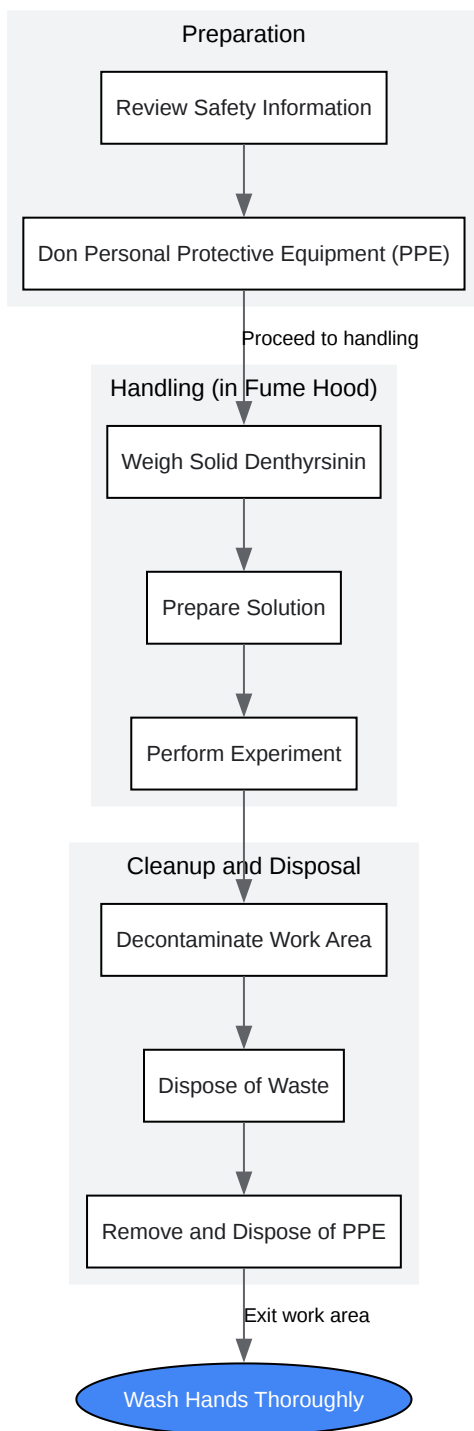 Preparation
Review Safety Information
Don Personal Protective Equipment (PPE)
Proceed to handling
Handling (in Fume Hood)
Weigh Solid Denthyrsinin
Prepare Solution
Perform Experiment
Cleanup and Disposal
Decontaminate Work Area
Dispose of Waste
Remove and Dispose of PPE
Exit work area
Wash Hands Thoroughly